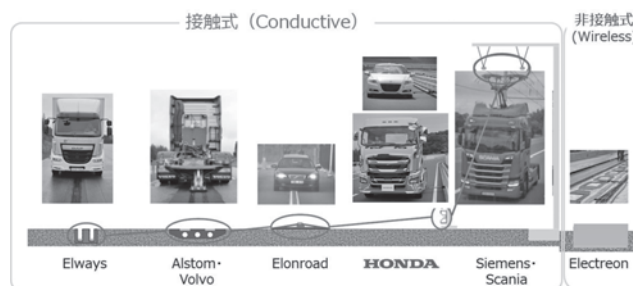 接触式（Conductive）
非接触式
(Wireless)
Elways
Alstom・
Volvo
Elonroad
HONDA
Siemens・
Scania
Electreon